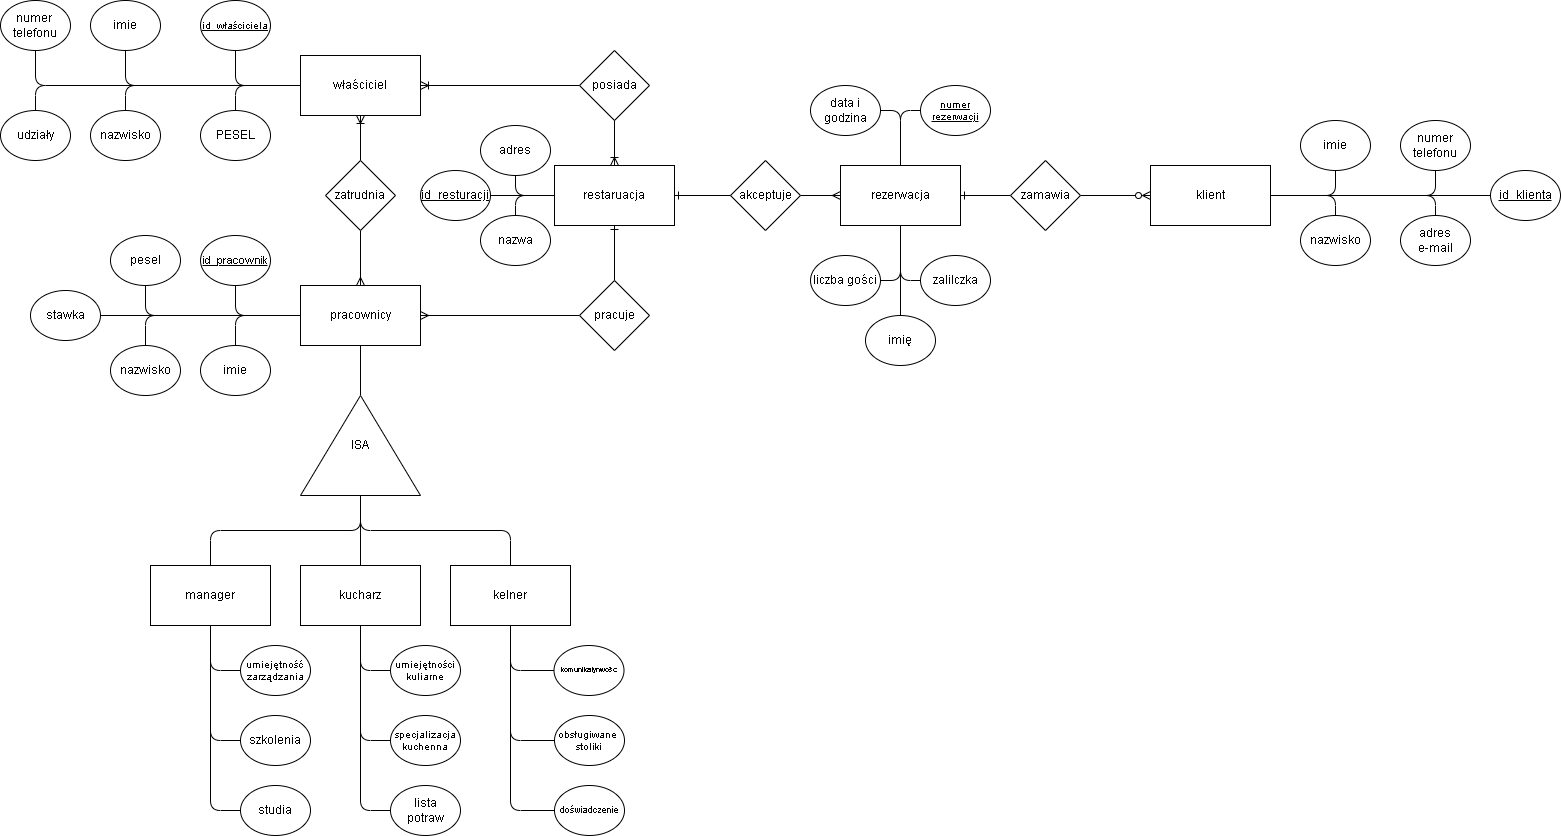 numer
telefonu
imie
id_właściciela
właściciel
posiada
udziały
nazwisko
PESEL
data i
godzina
numer
rezerwacji
adres
imie
numer
telefonu
zatrudnia
id_resturacji
restaruacja
akceptuje
rezerwacja
zamawia
klient
id_klienta
nazwa
nazwisko
adres
e-mail
pesel
id_pracownik
liczba gości
zalilczka
stawka
pracownicy
pracuje
imię
nazwisko
imie
ISA
manager
kucharz
kelner
umiejętność
zarządzania
umiejętności
kuliarne
komunikatywność
szkolenia
specjalizacja
kuchenna
obsługiwane
stoliki
studia
lista
potraw
doświadczenie